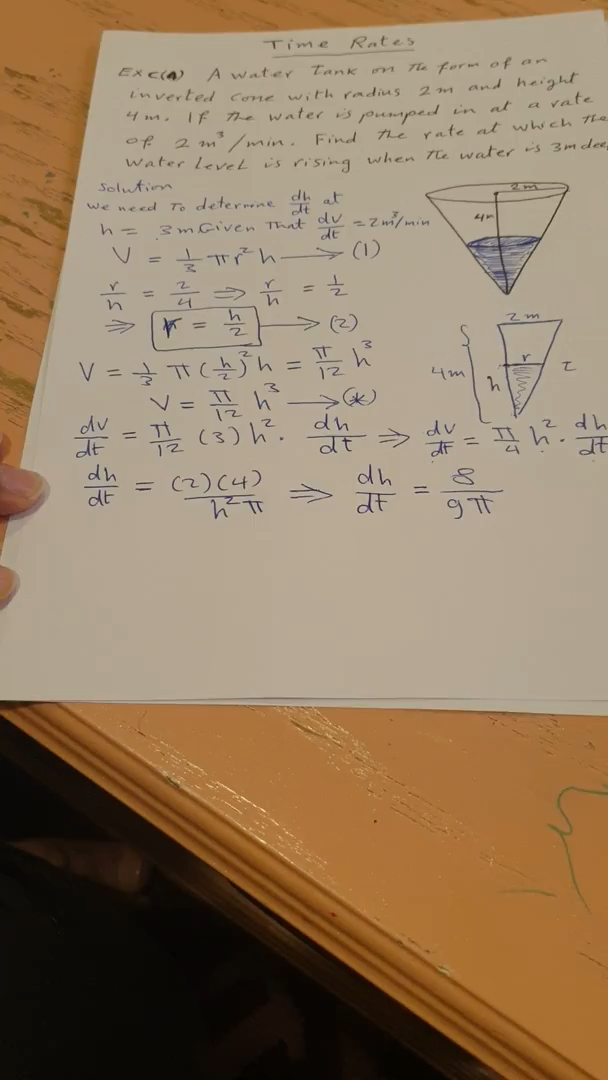 Time Rates
Exc(4) A water Tank on The form of an
inverted cone with radius 2m and height
4m. If the water is pumped in at a rate
of 2 m³/min. Find the rate at which the
water Level is rising when The water is 3m dee
solution
we need To determine dh/dt at
h = 3m Given That dv/dt = 2m³/min
V = 1/3 πr²h → (1)
r/h = 2/4 ⇒ r/h = 1/2
⇒ r = h/2 → (2)
V = 1/3 π(h/2)²h = π/12 h³
V = π/12 h³ → (*)
dv/dt = π/12 (3)h² · dh/dt ⇒ dv/dt = π/4 h² · dh/dt
dh/dt = (2)(4)/h²π ⇒ dh/dt = 8/9π
2m
2m
4m
r
h